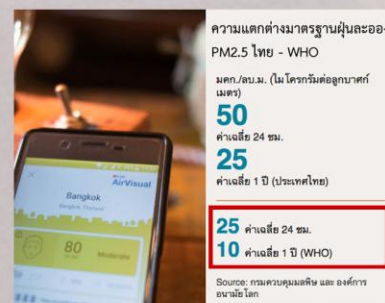 AirVisual
Bangkok
Bangkok, Thailand
80
Moderate
ความแตกต่างมาตรฐานฝุ่นละออง
PM2.5 ไทย - WHO
มคก./ลบ.ม. (ไมโครกรัมต่อลูกบาศก์
เมตร)
50
ค่าเฉลี่ย 24 ชม.
25
ค่าเฉลี่ย 1 ปี (ประเทศไทย)
25 ค่าเฉลี่ย 24 ชม.
10 ค่าเฉลี่ย 1 ปี (WHO)
Source: กรมควบคุมมลพิษ และ องค์การ
อนามัยโลก